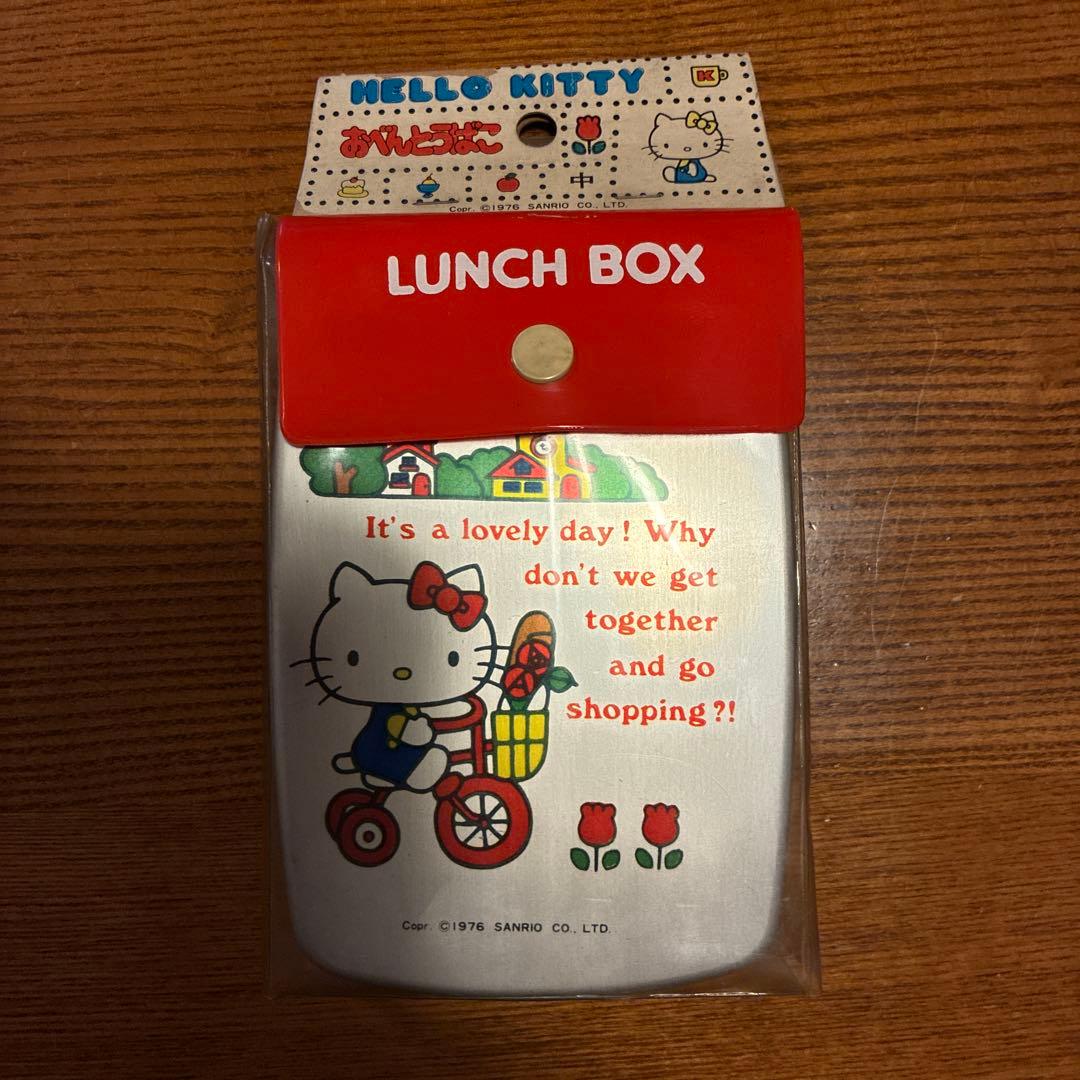 HELLO KITTY
K
おべんとうばこ
中
Copr. ©1976 SANRIO CO., LTD.
LUNCH BOX
It's a lovely day! Why
don't we get
together
and go
shopping?!
Copr. ©1976 SANRIO CO., LTD.